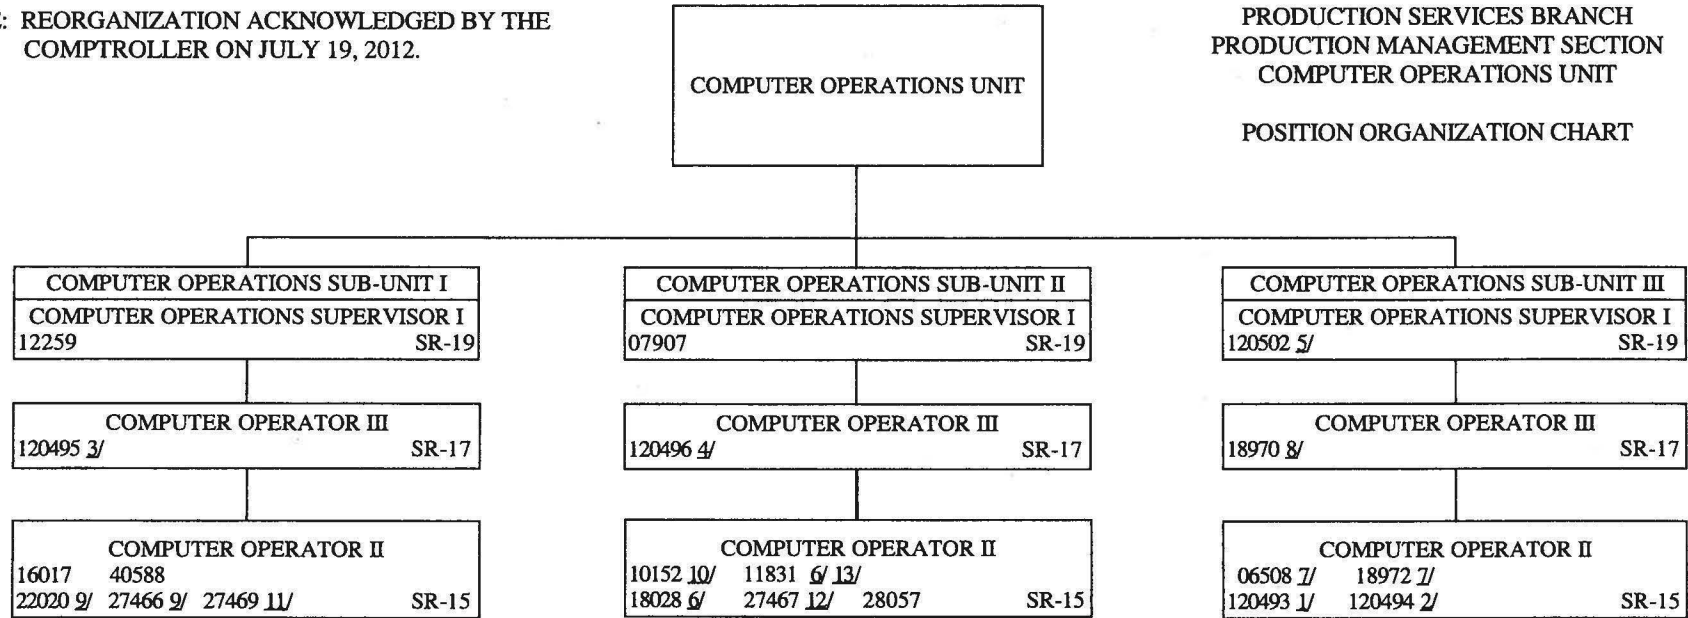 : REORGANIZATION ACKNOWLEDGED BY THE
COMPTROLLER ON JULY 19, 2012.
PRODUCTION SERVICES BRANCH
PRODUCTION MANAGEMENT SECTION
COMPUTER OPERATIONS UNIT
POSITION ORGANIZATION CHART
COMPUTER OPERATIONS UNIT
COMPUTER OPERATIONS SUB-UNIT I
COMPUTER OPERATIONS SUPERVISOR I
12259 SR-19
COMPUTER OPERATOR III
120495 3/ SR-17
COMPUTER OPERATOR II
16017 40588
22020 9/ 27466 9/ 27469 11/ SR-15
COMPUTER OPERATIONS SUB-UNIT II
COMPUTER OPERATIONS SUPERVISOR I
07907 SR-19
COMPUTER OPERATOR III
120496 4/ SR-17
COMPUTER OPERATOR II
10152 10/ 11831 6/ 13/
18028 6/ 27467 12/ 28057 SR-15
COMPUTER OPERATIONS SUB-UNIT III
COMPUTER OPERATIONS SUPERVISOR I
120502 5/ SR-19
COMPUTER OPERATOR III
18970 8/ SR-17
COMPUTER OPERATOR II
06508 7/ 18972 7/
120493 1/ 120494 2/ SR-15